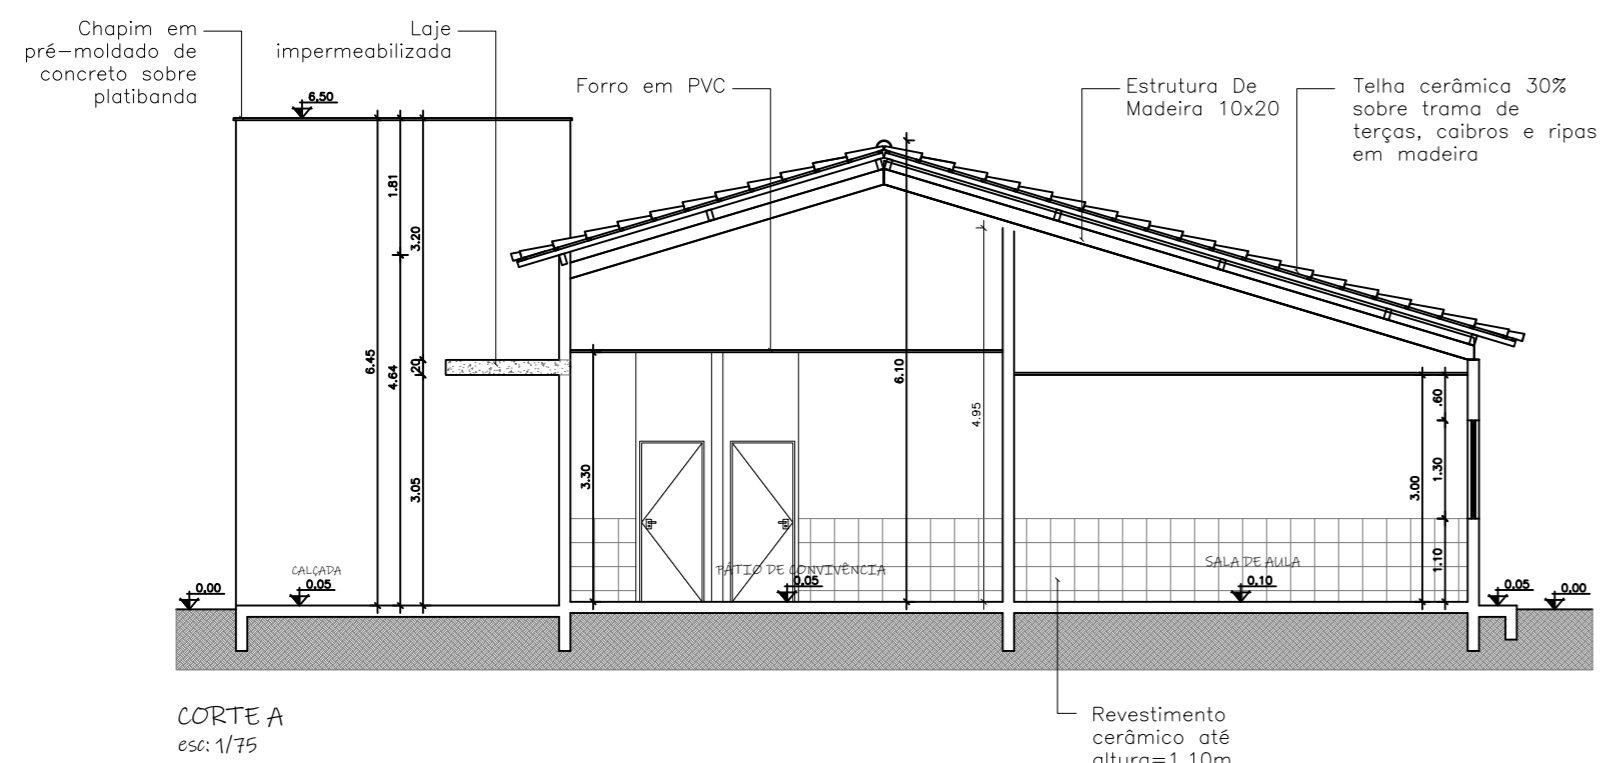 Chapim em
pré-moldado de
concreto sobre
platibanda
Laje
impermeabilizada
Forro em PVC
Estrutura De
Madeira 10x20
Telha cerâmica 30%
sobre trama de
terças, caibros e ripas
em madeira
6.50
1.81
3.20
6.45
4.64
.20
3.05
3.30
6.10
4.95
3.00
.60
1.30
1.10
CALÇADA
PÁTIO DE CONVIVÊNCIA
SALA DE AULA
0.00
0.05
0.05
0.10
0.05
0.00
CORTE A
esc: 1/75
Revestimento
cerâmico até
altura=1.10m